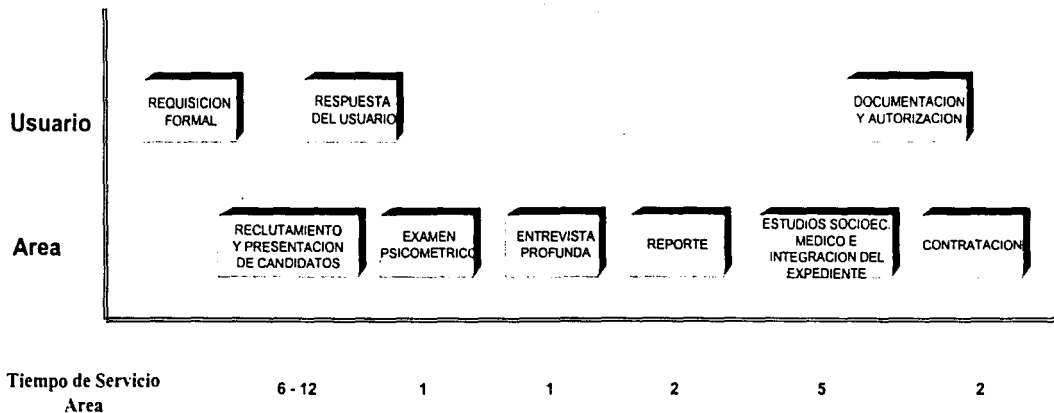 REQUISICION
FORMAL
RESPUESTA
DEL USUARIO
DOCUMENTACION
Y AUTORIZACION
Usuario
RECLUTAMIENTO
Y PRESENTACION
DE CANDIDATOS
EXAMEN
PSICOMETRICO
ENTREVISTA
PROFUNDA
REPORTE
ESTUDIOS SOCIOEC.
MEDICO E
INTEGRACION DEL
EXPEDIENTE
CONTRATACION
Area
Tiempo de Servicio
Area
6 - 12
1
1
2
5
2